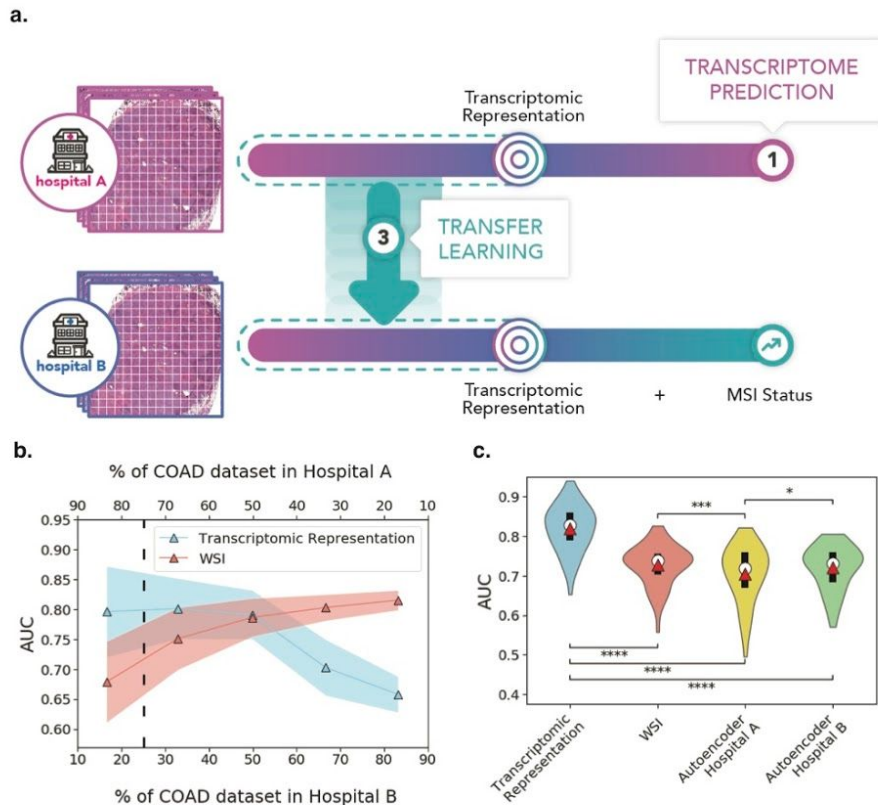 a.
TRANSCRIPTOME
PREDICTION
Transcriptomic
Representation
hospital A
1
3
TRANSFER
LEARNING
hospital B
Transcriptomic
Representation
+
MSI Status
b.
% of COAD dataset in Hospital A
90 80 70 60 50 40 30 20 10
0.95
0.90
0.85
0.80
0.75
0.70
0.65
0.60
AUC
Transcriptomic Representation
WSI
10 20 30 40 50 60 70 80 90
% of COAD dataset in Hospital B
c.
0.9
0.8
0.7
0.6
0.5
0.4
AUC
***
*
****
****
****
Transcriptomic
Representation
WSI
Autoencoder
Hospital A
Autoencoder
Hospital B